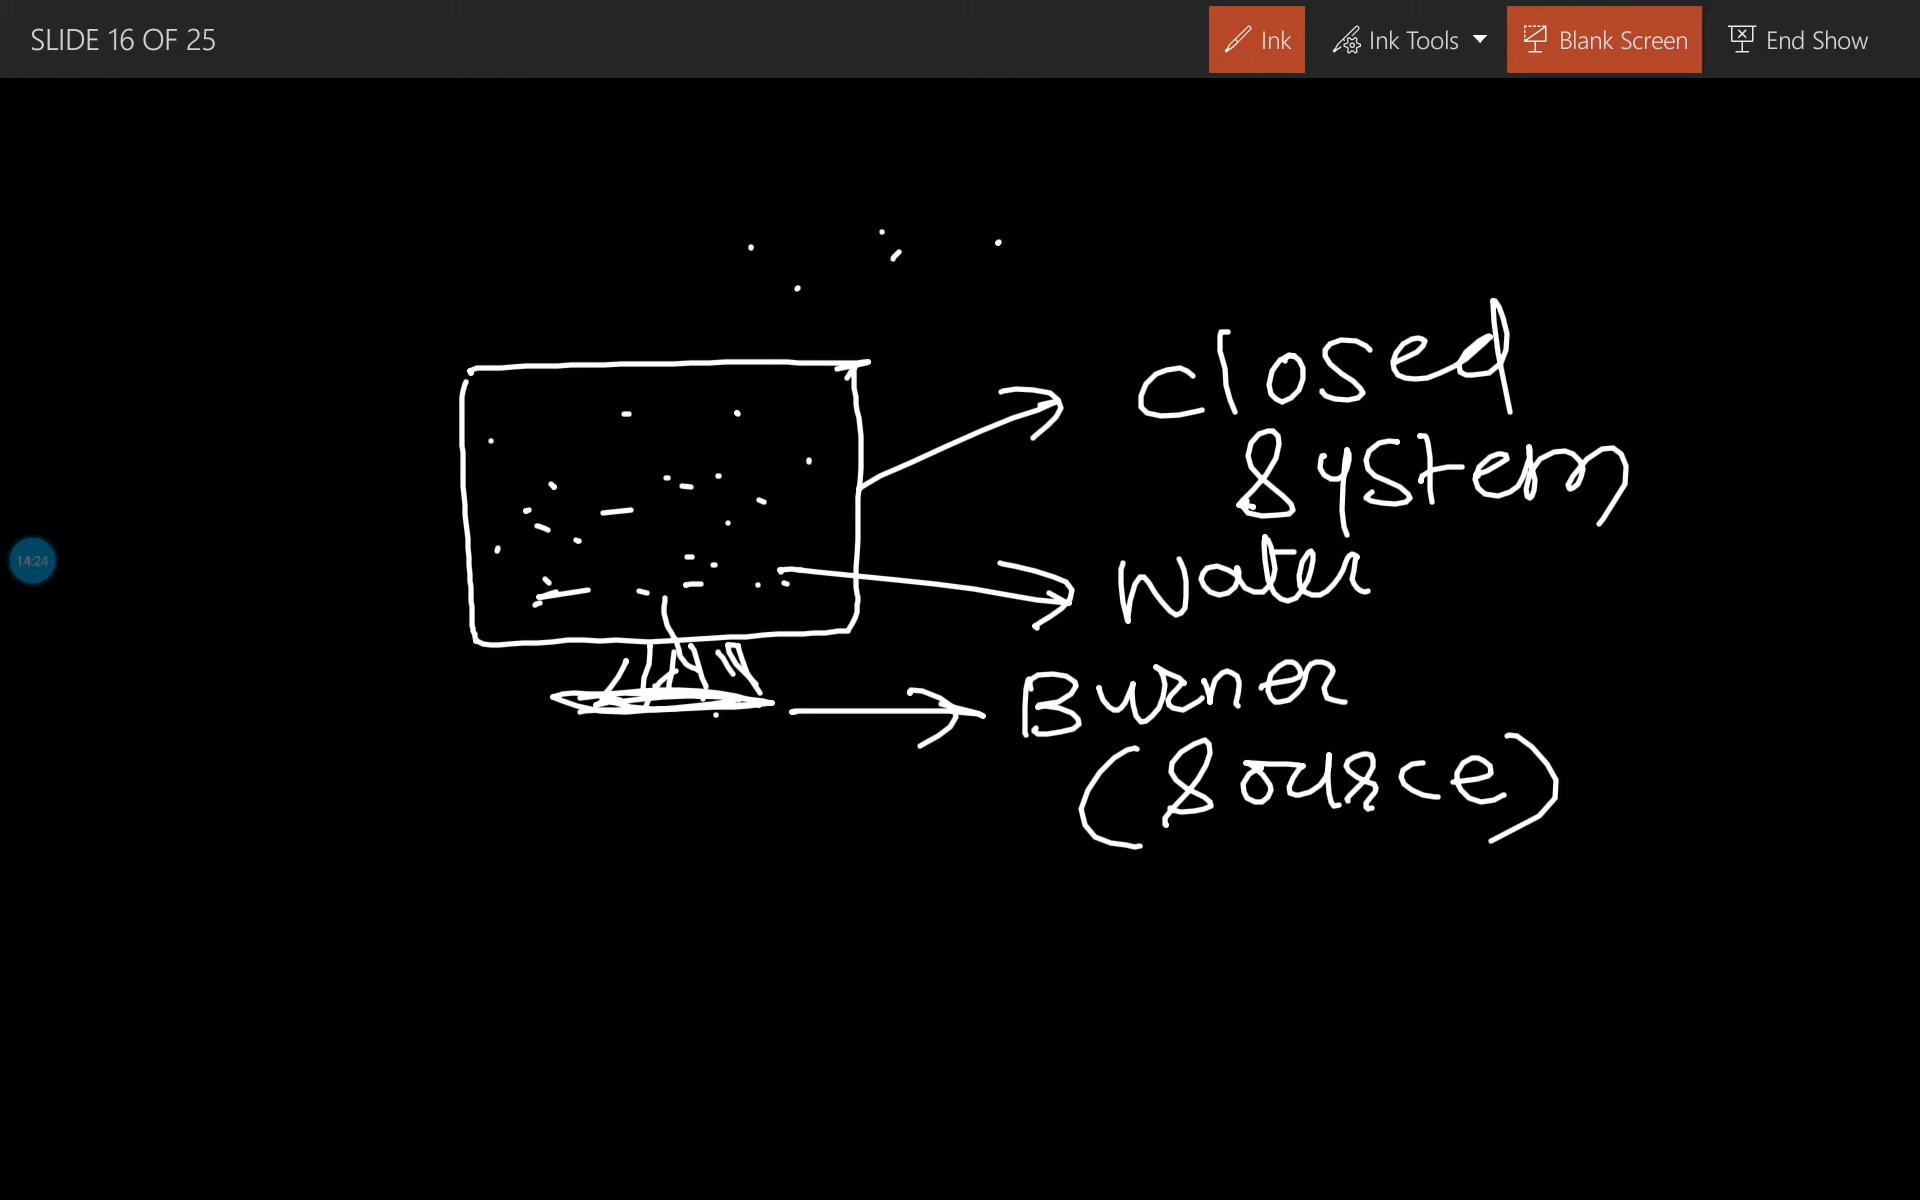 SLIDE 16 OF 25
Ink
Ink Tools
Blank Screen
End Show
closed
system
14:24
Water
Burner
(Source)